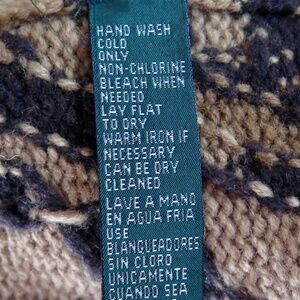 HAND WASH
COLD
ONLY
NON-CHLORINE
BLEACH WHEN
NEEDED
LAY FLAT
TO DRY
WARM IRON IF
NECESSARY
CAN BE DRY
CLEANED
LAVE A MANO
EN AGUA FRIA
USE
BLANQUEADORES
SIN CLORO
UNICAMENTE
CUANDO SEA